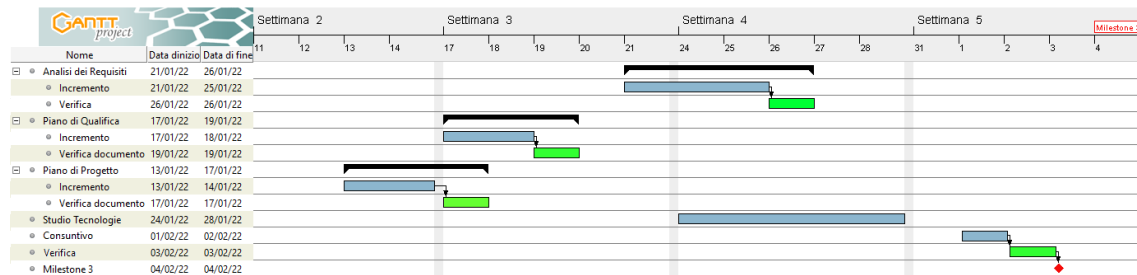 GANTT
project
Settimana 2 Settimana 3 Settimana 4 Settimana 5
Milestone 3
11 12 13 14 17 18 19 20 21 24 25 26 27 28 31 1 2 3 4
Nome Data dinizio Data di fine
Analisi dei Requisiti 21/01/22 26/01/22
Incremento 21/01/22 25/01/22
Verifica 26/01/22 26/01/22
Piano di Qualifica 17/01/22 19/01/22
Incremento 17/01/22 18/01/22
Verifica documento 19/01/22 19/01/22
Piano di Progetto 13/01/22 17/01/22
Incremento 13/01/22 14/01/22
Verifica documento 17/01/22 17/01/22
Studio Tecnologie 24/01/22 28/01/22
Consuntivo 01/02/22 02/02/22
Verifica 03/02/22 03/02/22
Milestone 3 04/02/22 04/02/22